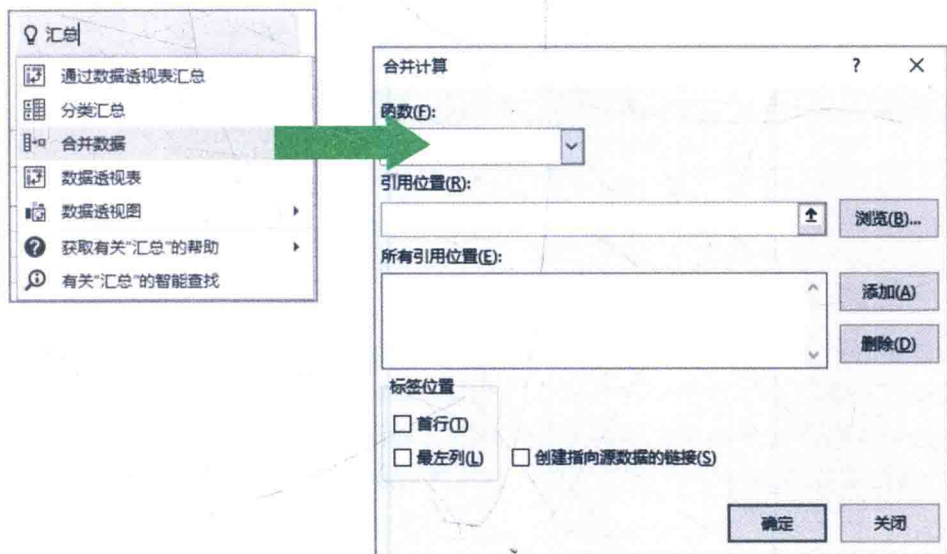 汇总
通过数据透视表汇总
分类汇总
合并数据
数据透视表
数据透视图
获取有关“汇总”的帮助
有关“汇总”的智能查找
合并计算 ? ×
函数(F):
引用位置(R):
浏览(B)...
所有引用位置(E):
添加(A)
删除(D)
标签位置
首行(T)
最左列(L) 创建指向源数据的链接(S)
确定 关闭